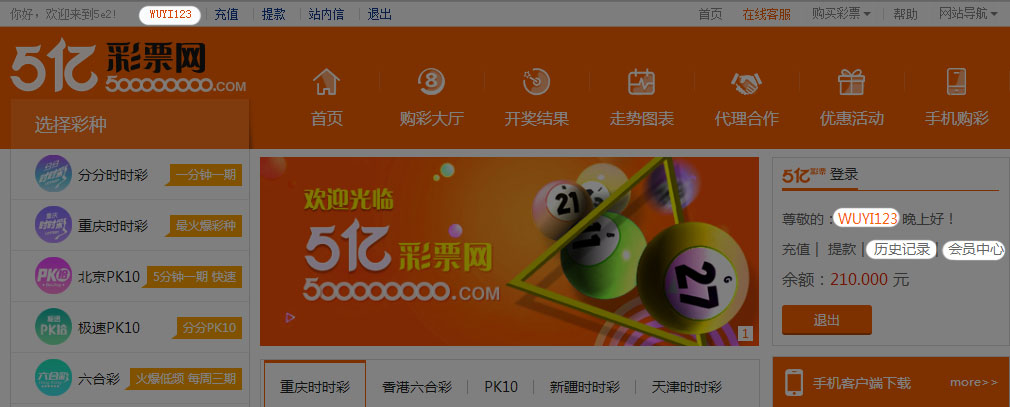 你好，欢迎来到5e2! WUYI123 充值 提款 站内信 退出 首页 在线客服 购买彩票 帮助 网站导航
5亿 彩票网 500000000.COM
首页 购彩大厅 开奖结果 走势图表 代理合作 优惠活动 手机购彩
选择彩种
分分时时彩 一分钟一期
重庆时时彩 最火爆彩种
北京PK10 5分钟一期 快速
极速PK10 分分PK10
六合彩 火爆低频 每周三期
欢迎光临
5亿 彩票网
500000000.COM
21
8
27
1
5亿彩票 登录
尊敬的：WUYI123 晚上好！
充值| 提款| 历史记录 | 会员中心
余额：210.000 元
退出
重庆时时彩 香港六合彩 PK10 新疆时时彩 天津时时彩
手机客户端下载 more>>